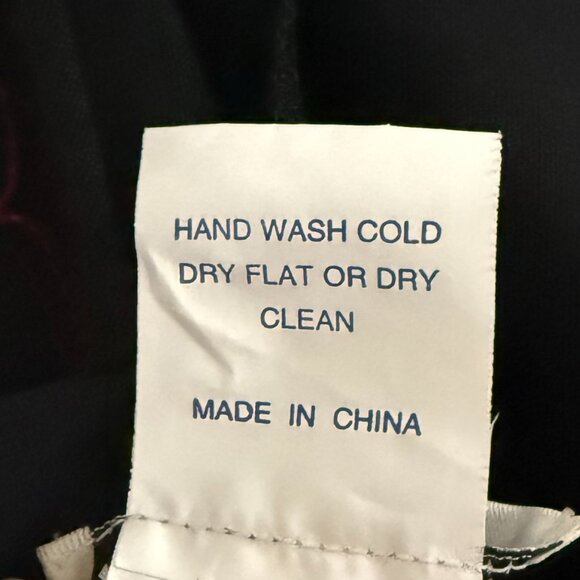 HAND WASH COLD
DRY FLAT OR DRY
CLEAN
MADE IN CHINA